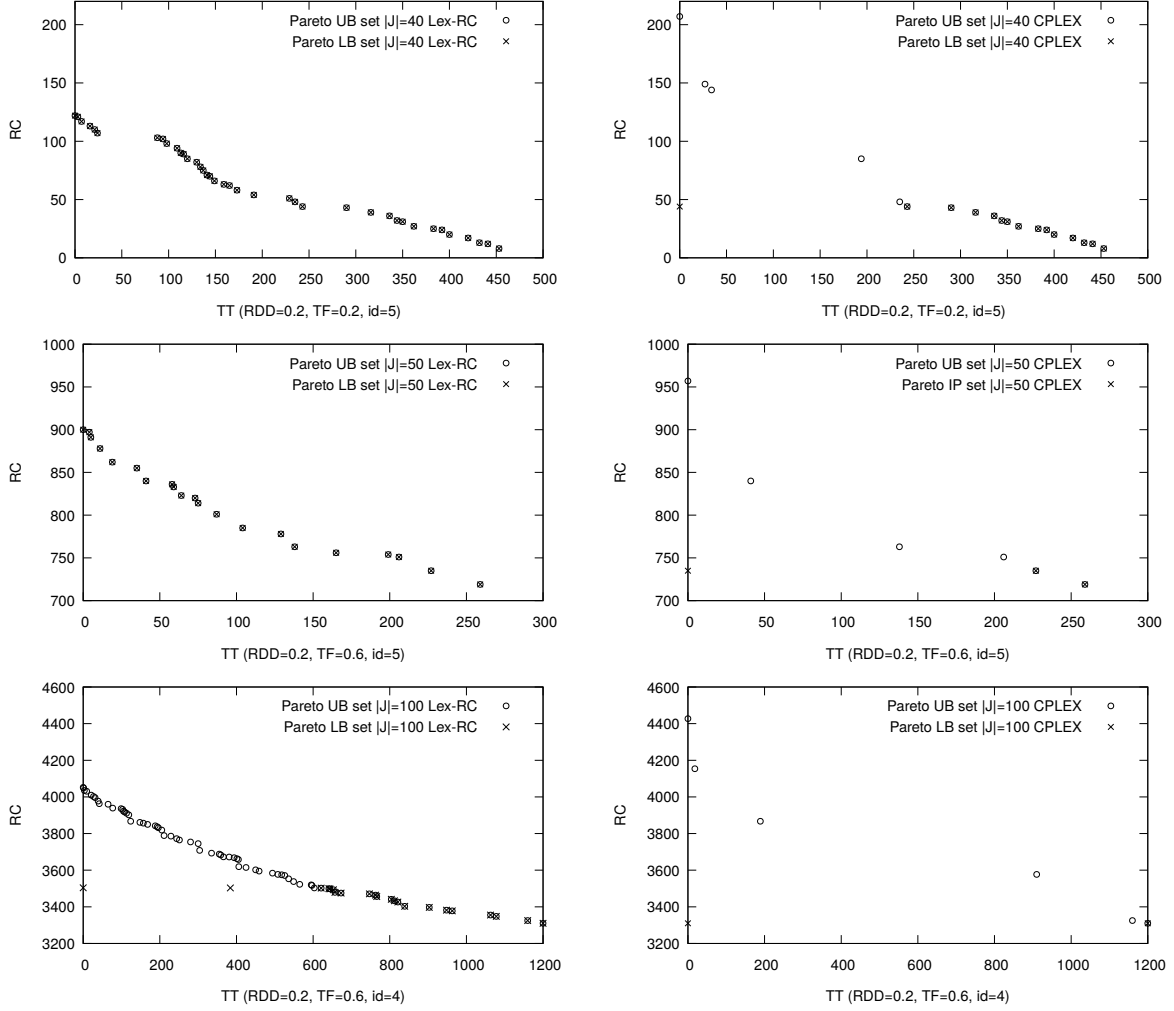 Pareto UB set |J|=40 Lex-RC
Pareto LB set |J|=40 Lex-RC
RC
200
150
100
50
0
0 50 100 150 200 250 300 350 400 450 500
TT (RDD=0.2, TF=0.2, id=5)
Pareto UB set |J|=40 CPLEX
Pareto LB set |J|=40 CPLEX
RC
200
150
100
50
0
0 50 100 150 200 250 300 350 400 450 500
TT (RDD=0.2, TF=0.2, id=5)
Pareto UB set |J|=50 Lex-RC
Pareto LB set |J|=50 Lex-RC
RC
1000
950
900
850
800
750
700
0 50 100 150 200 250 300
TT (RDD=0.2, TF=0.6, id=5)
Pareto UB set |J|=50 CPLEX
Pareto IP set |J|=50 CPLEX
RC
1000
950
900
850
800
750
700
0 50 100 150 200 250 300
TT (RDD=0.2, TF=0.6, id=5)
Pareto UB set |J|=100 Lex-RC
Pareto LB set |J|=100 Lex-RC
RC
4600
4400
4200
4000
3800
3600
3400
3200
0 200 400 600 800 1000 1200
TT (RDD=0.2, TF=0.6, id=4)
Pareto UB set |J|=100 CPLEX
Pareto LB set |J|=100 CPLEX
RC
4600
4400
4200
4000
3800
3600
3400
3200
0 200 400 600 800 1000 1200
TT (RDD=0.2, TF=0.6, id=4)